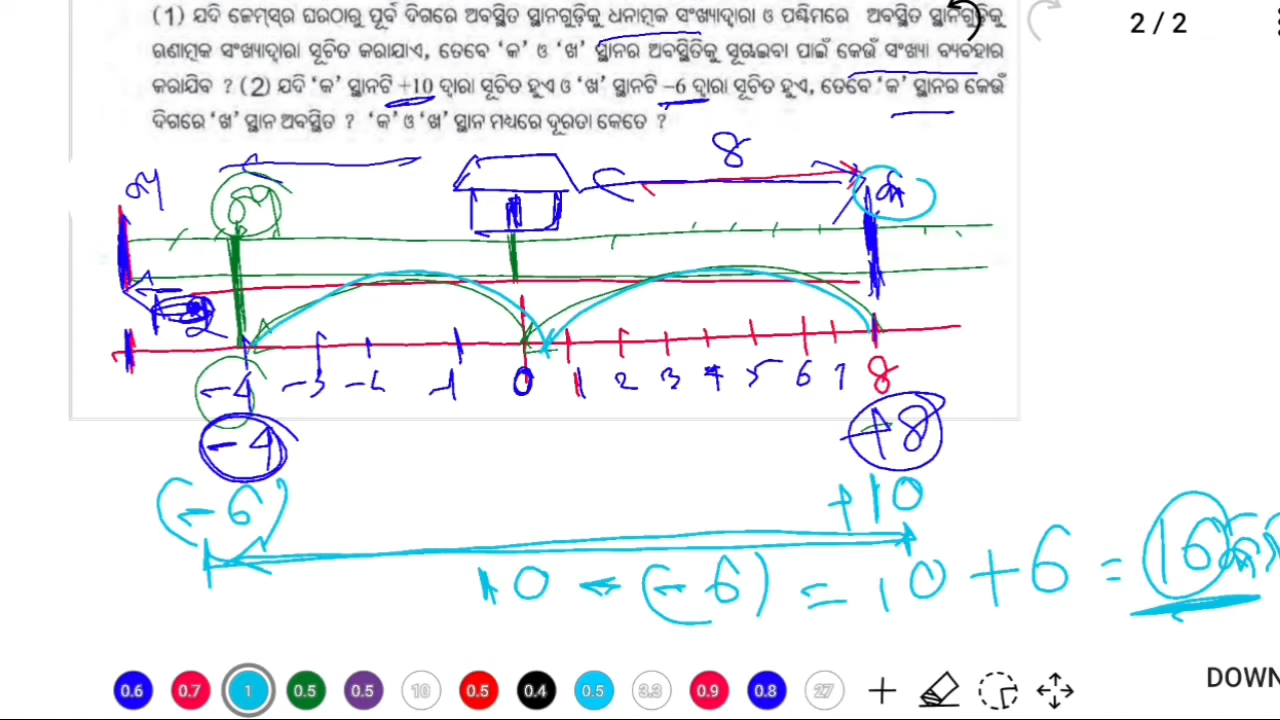 (1) ଯଦି ଜେମ୍ସ୍‌ର ଘରଠାରୁ ପୂର୍ବ ଦିଗରେ ଅବସ୍ଥିତ ସ୍ଥାନଗୁଡ଼ିକୁ ଧନାତ୍ମକ ସଂଖ୍ୟାଦ୍ୱାରା ଓ ପଶ୍ଚିମରେ ଅବସ୍ଥିତ ସ୍ଥାନଗୁଡ଼ିକୁ
ଋଣାତ୍ମକ ସଂଖ୍ୟାଦ୍ୱାରା ସୂଚିତ କରାଯାଏ, ତେବେ ‘କ’ ଓ ‘ଖ’ ସ୍ଥାନର ଅବସ୍ଥିତିକୁ ସୂଚାଇବା ପାଇଁ କେଉଁ ସଂଖ୍ୟା ବ୍ୟବହାର
କରାଯିବ ? (2) ଯଦି ‘କ’ ସ୍ଥାନଟି +10 ଦ୍ୱାରା ସୂଚିତ ହୁଏ ଓ ‘ଖ’ ସ୍ଥାନଟି –6 ଦ୍ୱାରା ସୂଚିତ ହୁଏ, ତେବେ ‘କ’ ସ୍ଥାନର କେଉଁ
ଦିଗରେ ‘ଖ’ ସ୍ଥାନ ଅବସ୍ଥିତ ? ‘କ’ ଓ ‘ଖ’ ସ୍ଥାନ ମଧ୍ୟରେ ଦୂରତା କେତେ ?
2 / 2
8
-4 -3 -2 -1 0 1 2 3 4 5 6 7 8
-4 +8
(-6) +10
10 - (-6) = 10 + 6 = 16
0.6 0.7 1 0.5 0.5 10 0.5 0.4 0.5 3.3 0.9 0.8 27
DOWN